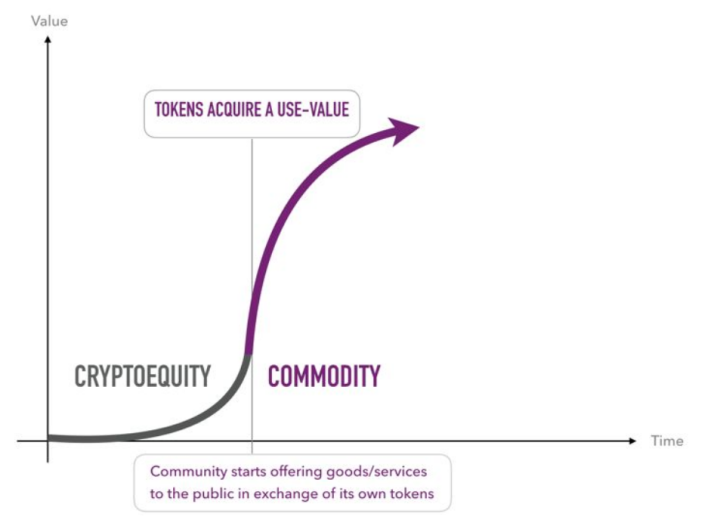 Value
TOKENS ACQUIRE A USE-VALUE
CRYPTOEQUITY
COMMODITY
Time
Community starts offering goods/services
to the public in exchange of its own tokens